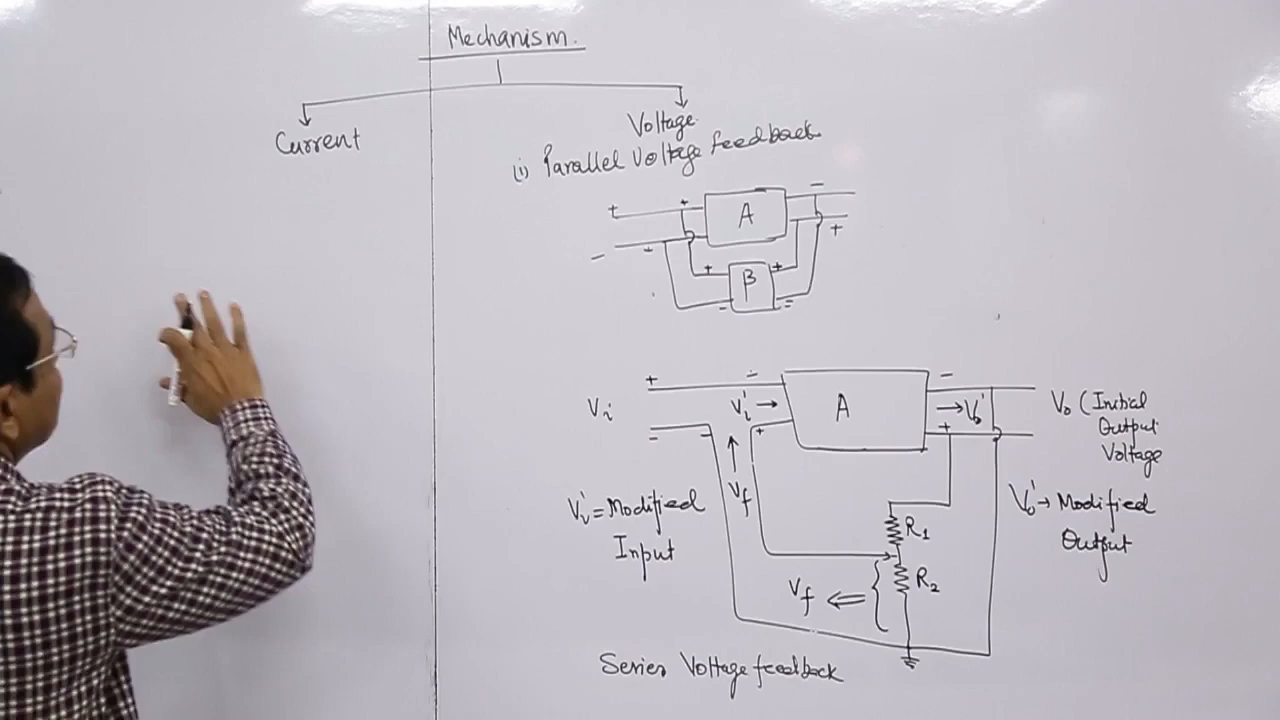 Mechanism.
Current
Voltage
(i) Parallel Voltage feedback
+ + A − +
− − β + + − =
Vi
+ − Vi' → A → Vo' − +
Vo (Initial
Output
Voltage
− − +
Vf
Vi' = Modified
Input
Vo' → Modified
Output
R1
R2
Vf ⇐
Series Voltage feedback